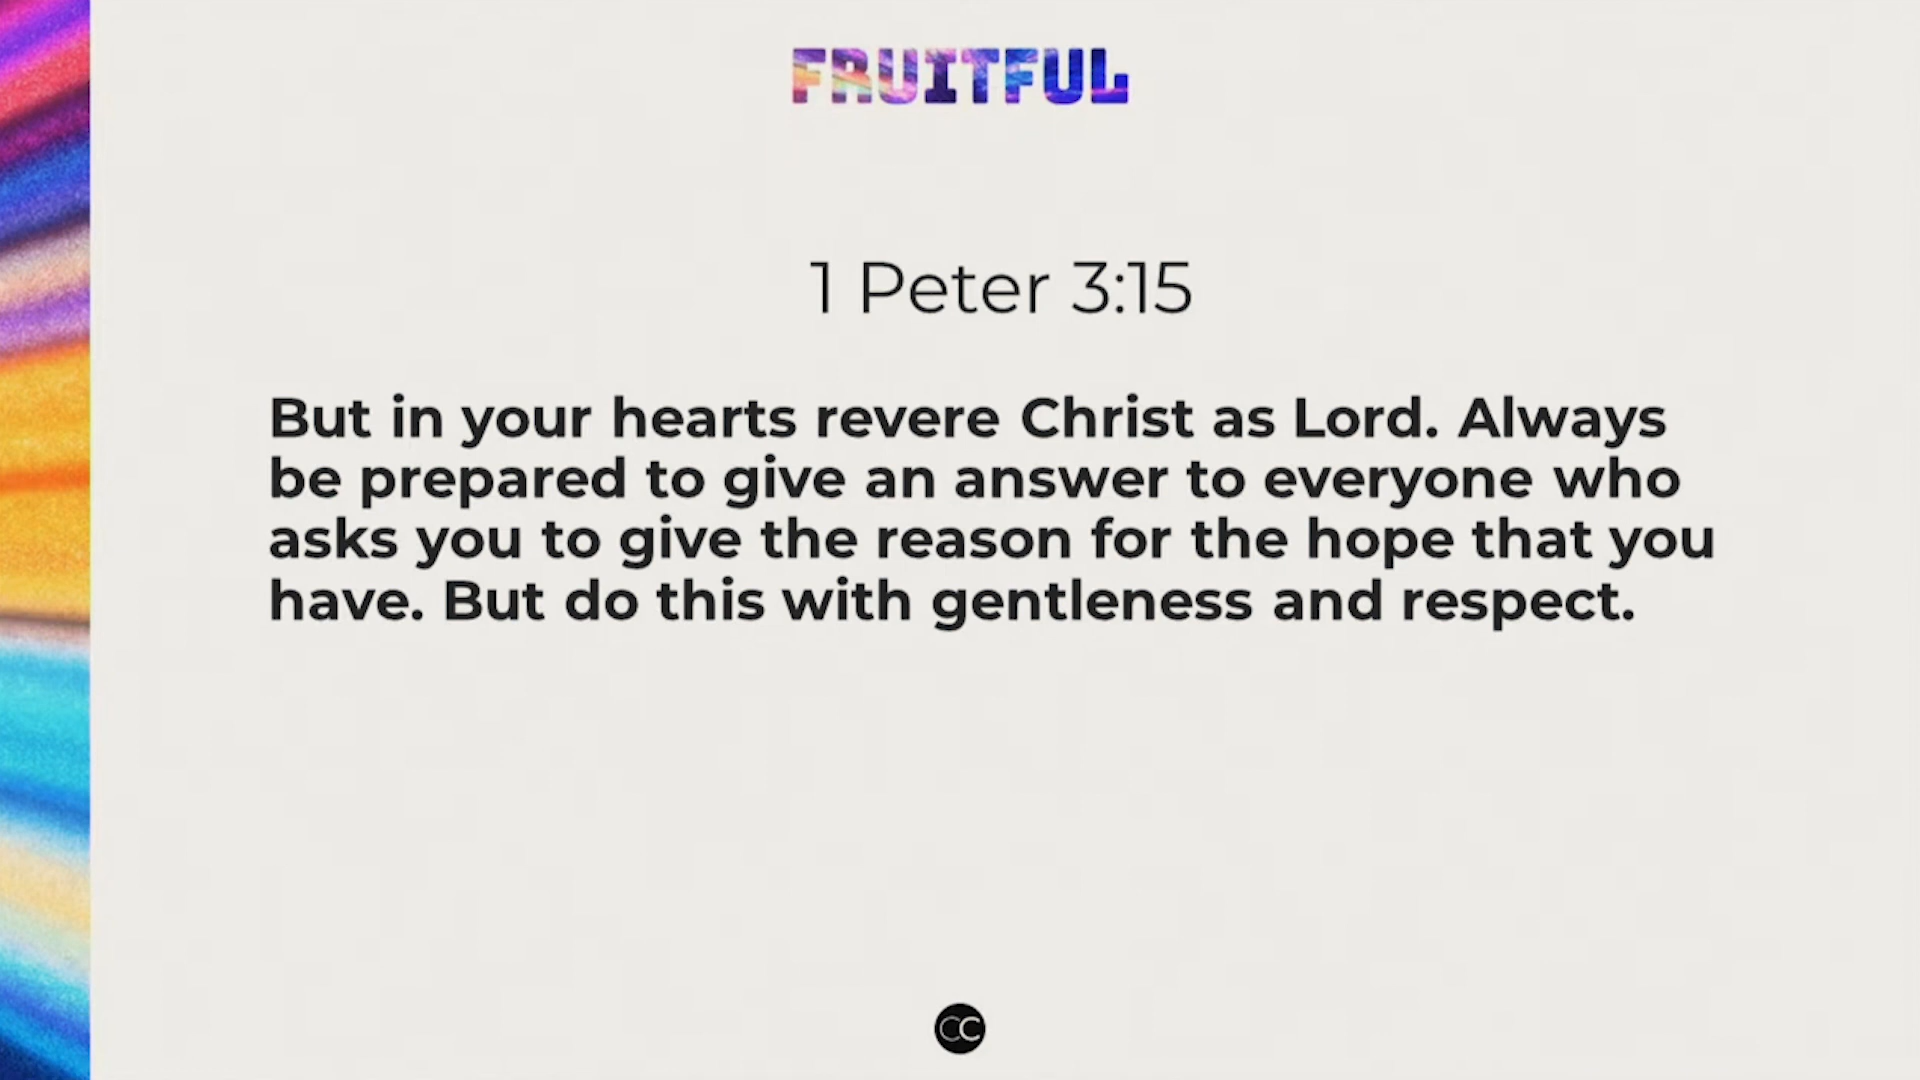 FRUITFUL
1 Peter 3:15
But in your hearts revere Christ as Lord. Always
be prepared to give an answer to everyone who
asks you to give the reason for the hope that you
have. But do this with gentleness and respect.
CC